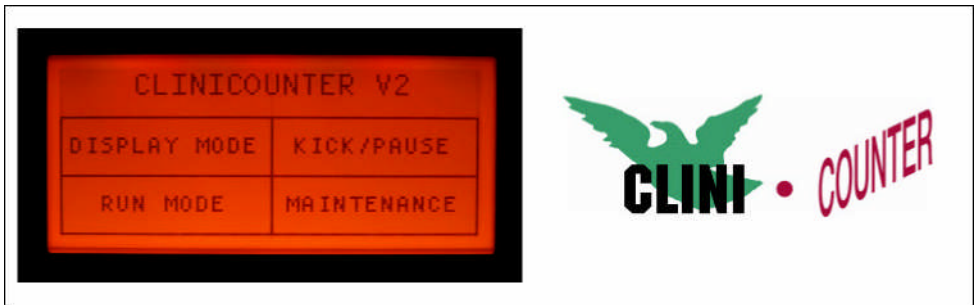 CLINICOUNTER V2
DISPLAY MODE KICK/PAUSE
RUN MODE MAINTENANCE
CLINI • COUNTER